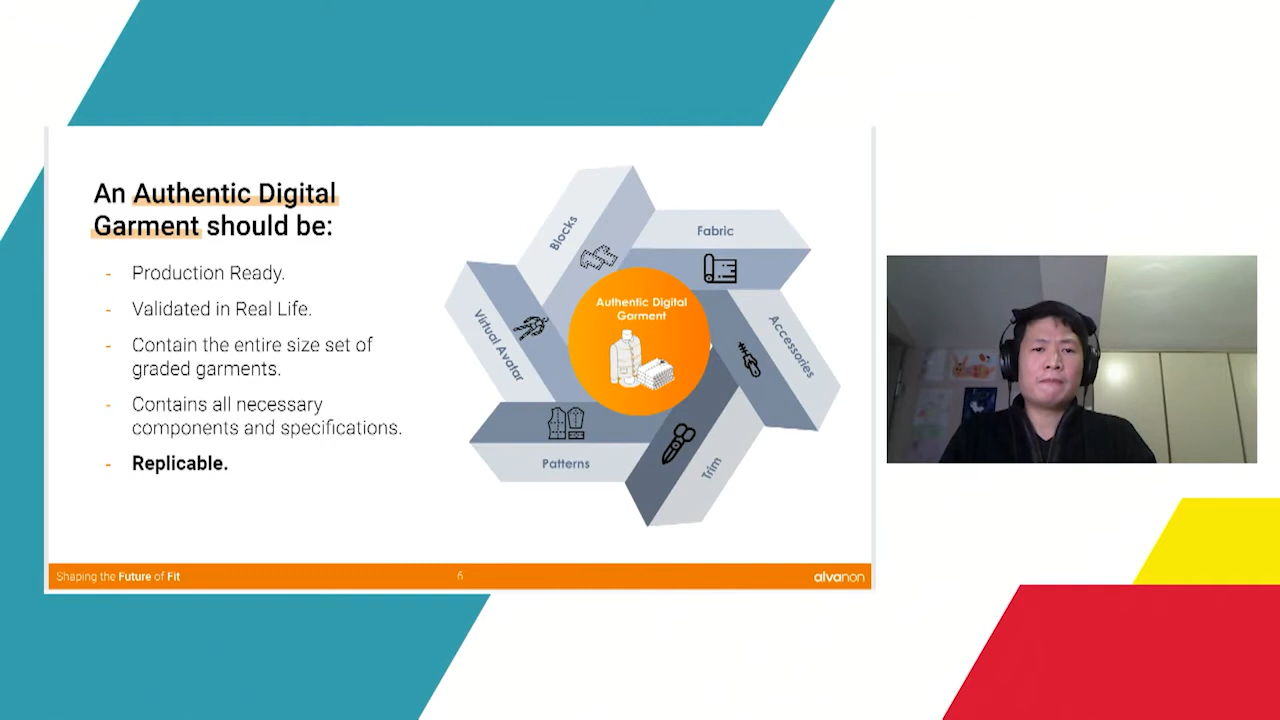 An Authentic Digital
Garment should be:
- Production Ready.
- Validated in Real Life.
- Contain the entire size set of
graded garments.
- Contains all necessary
components and specifications.
- Replicable.
Blocks
Fabric
Accessories
Trim
Patterns
Virtual Avatar
Authentic Digital
Garment
Shaping the Future of Fit
6
alvanon